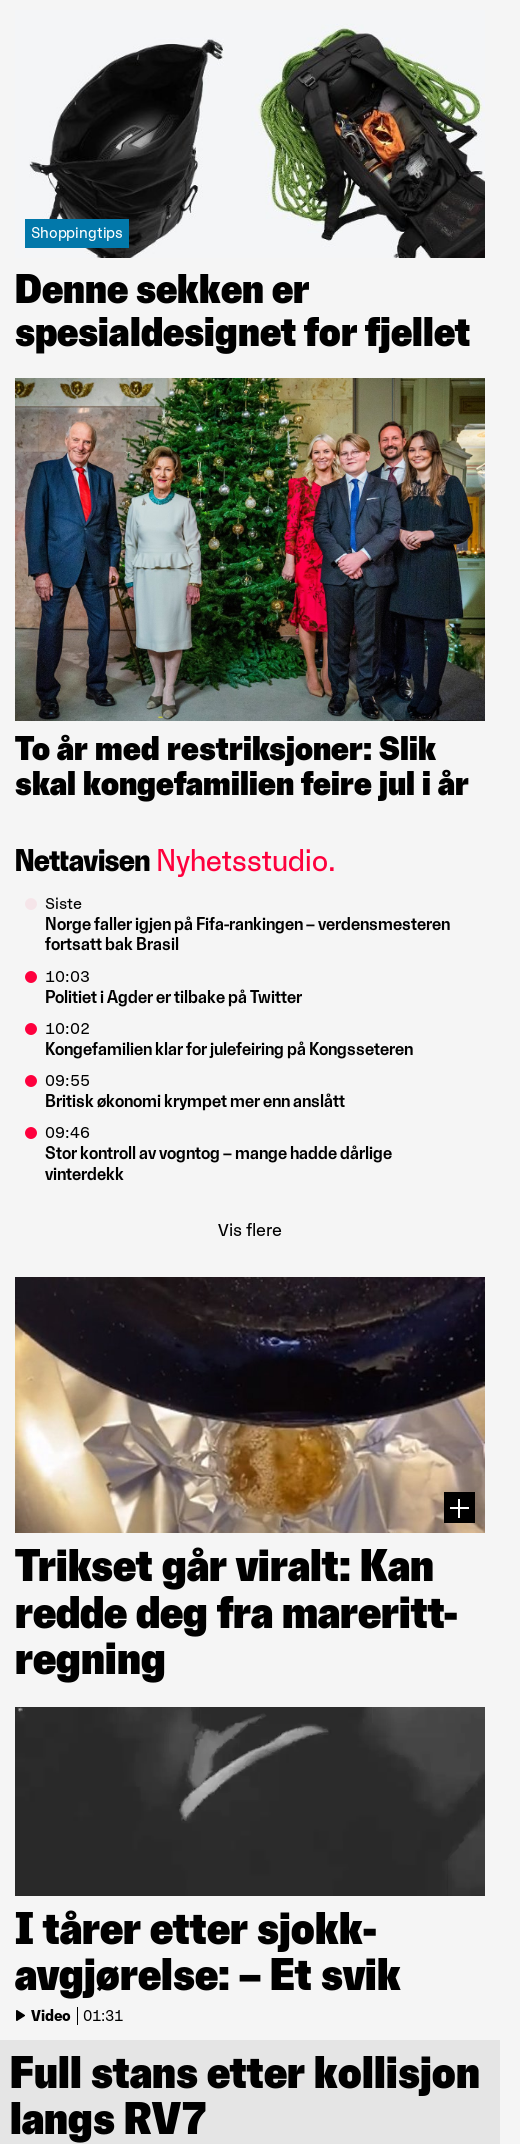 Shoppingtips
Denne sekken er
spesialdesignet for fjellet
To år med restriksjoner: Slik
skal kongefamilien feire jul i år
Nettavisen Nyhetsstudio.
Siste
Norge faller igjen på Fifa-rankingen – verdensmesteren
fortsatt bak Brasil
10:03
Politiet i Agder er tilbake på Twitter
10:02
Kongefamilien klar for julefeiring på Kongsseteren
09:55
Britisk økonomi krympet mer enn anslått
09:46
Stor kontroll av vogntog – mange hadde dårlige
vinterdekk
Vis flere
Trikset går viralt: Kan
redde deg fra mareritt-
regning
I tårer etter sjokk-
avgjørelse: – Et svik
Video 01:31
Full stans etter kollisjon
langs RV7